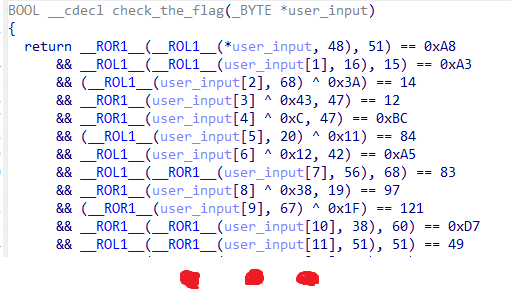 BOOL __cdecl check_the_flag(_BYTE *user_input)
{
  return __ROR1__(__ROL1__(*user_input, 48), 51) == 0xA8
      && __ROL1__(__ROL1__(user_input[1], 16), 15) == 0xA3
      && (__ROL1__(user_input[2], 68) ^ 0x3A) == 14
      && __ROR1__(user_input[3] ^ 0x43, 47) == 12
      && __ROR1__(user_input[4] ^ 0xC, 47) == 0xBC
      && (__ROL1__(user_input[5], 20) ^ 0x11) == 84
      && __ROL1__(user_input[6] ^ 0x12, 42) == 0xA5
      && __ROL1__(__ROR1__(user_input[7], 56), 68) == 83
      && __ROR1__(user_input[8] ^ 0x38, 19) == 97
      && (__ROR1__(user_input[9], 67) ^ 0x1F) == 121
      && __ROR1__(__ROR1__(user_input[10], 38), 60) == 0xD7
      && __ROL1__(__ROR1__(user_input[11], 51), 51) == 49